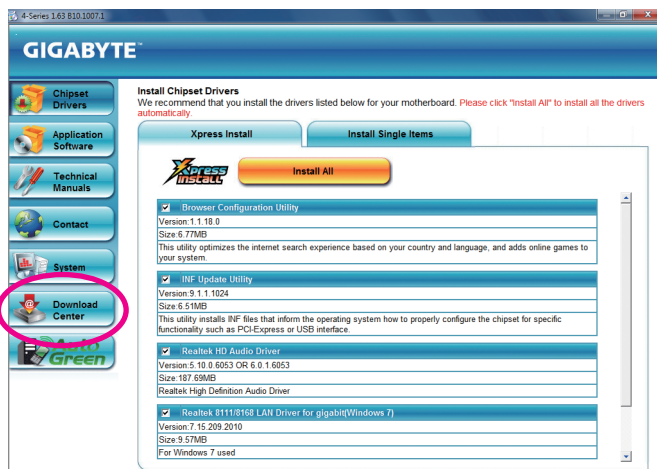 4-Series 1.63 B10.1007.1
GIGABYTE™
Chipset
Drivers
Application
Software
Technical
Manuals
Contact
System
Download
Center
Auto
Green
Install Chipset Drivers
We recommend that you install the drivers listed below for your motherboard. Please click "Install All" to install all the drivers
automatically.
Xpress Install
Install Single Items
Xpress
INSTALL
Install All
Browser Configuration Utility
Version:1.1.18.0
Size:6.77MB
This utility optimizes the internet search experience based on your country and language, and adds online games to
your system.
INF Update Utility
Version:9.1.1.1024
Size:6.51MB
This utility installs INF files that inform the operating system how to properly configure the chipset for specific
functionality such as PCI-Express or USB interface.
Realtek HD Audio Driver
Version:5.10.0.6053 OR 6.0.1.6053
Size:187.69MB
Realtek High Definition Audio Driver
Realtek 8111/8168 LAN Driver for gigabit(Windows 7)
Version:7.15.209.2010
Size:9.57MB
For Windows 7 used